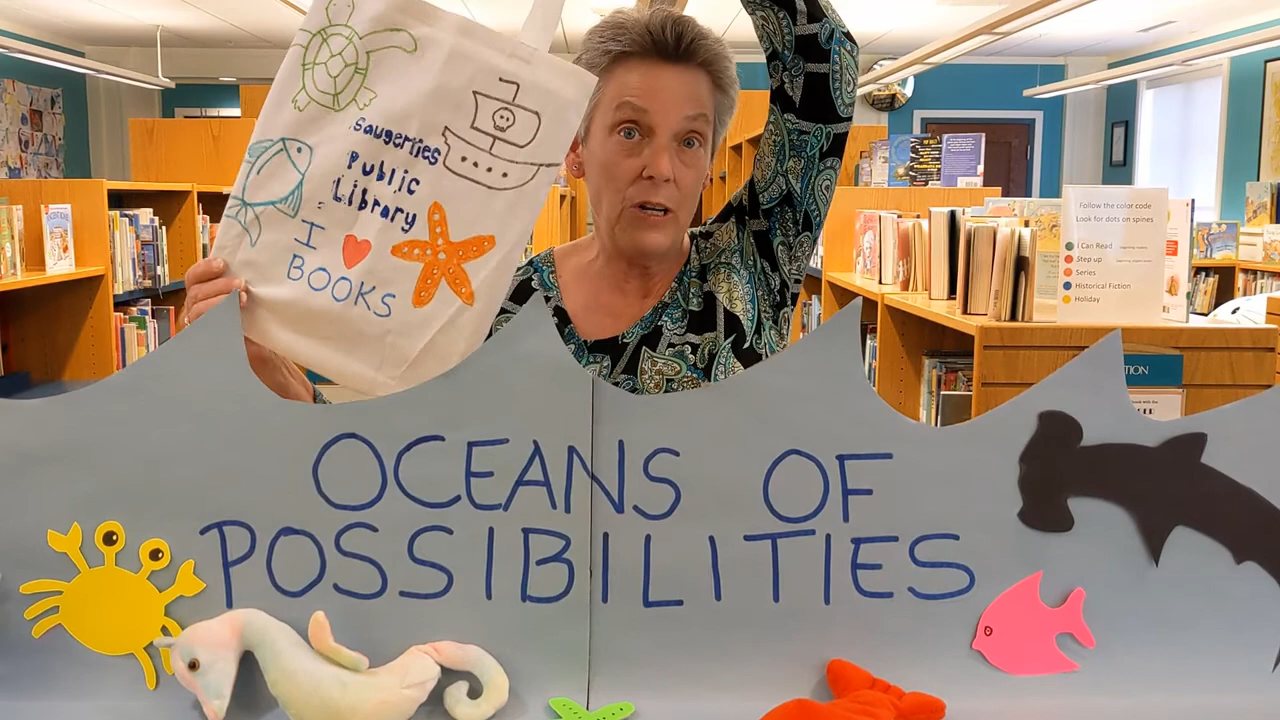 Saugerties
Public
Library
I
BOOKS
Follow the color code
Look for dots on spines
I Can Read
Step up
Series
Historical Fiction
Holiday
OCEANS OF
POSSIBILITIES